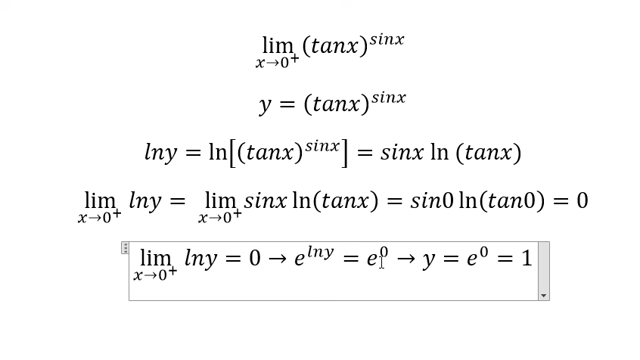 lim x→0⁺ (tanx)^sinx
y = (tanx)^sinx
lny = ln[(tanx)^sinx] = sinx ln (tanx)
lim x→0⁺ lny = lim x→0⁺ sinx ln(tanx) = sin0 ln(tan0) = 0
lim x→0⁺ lny = 0 → e^lny = e^0 → y = e^0 = 1